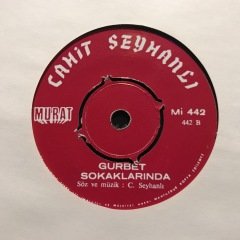 CAHİT SEYHANLI
MURAT
Mi 442
442 B
GURBET
SOKAKLARINDA
Söz ve müzik : C. Seyhanlı